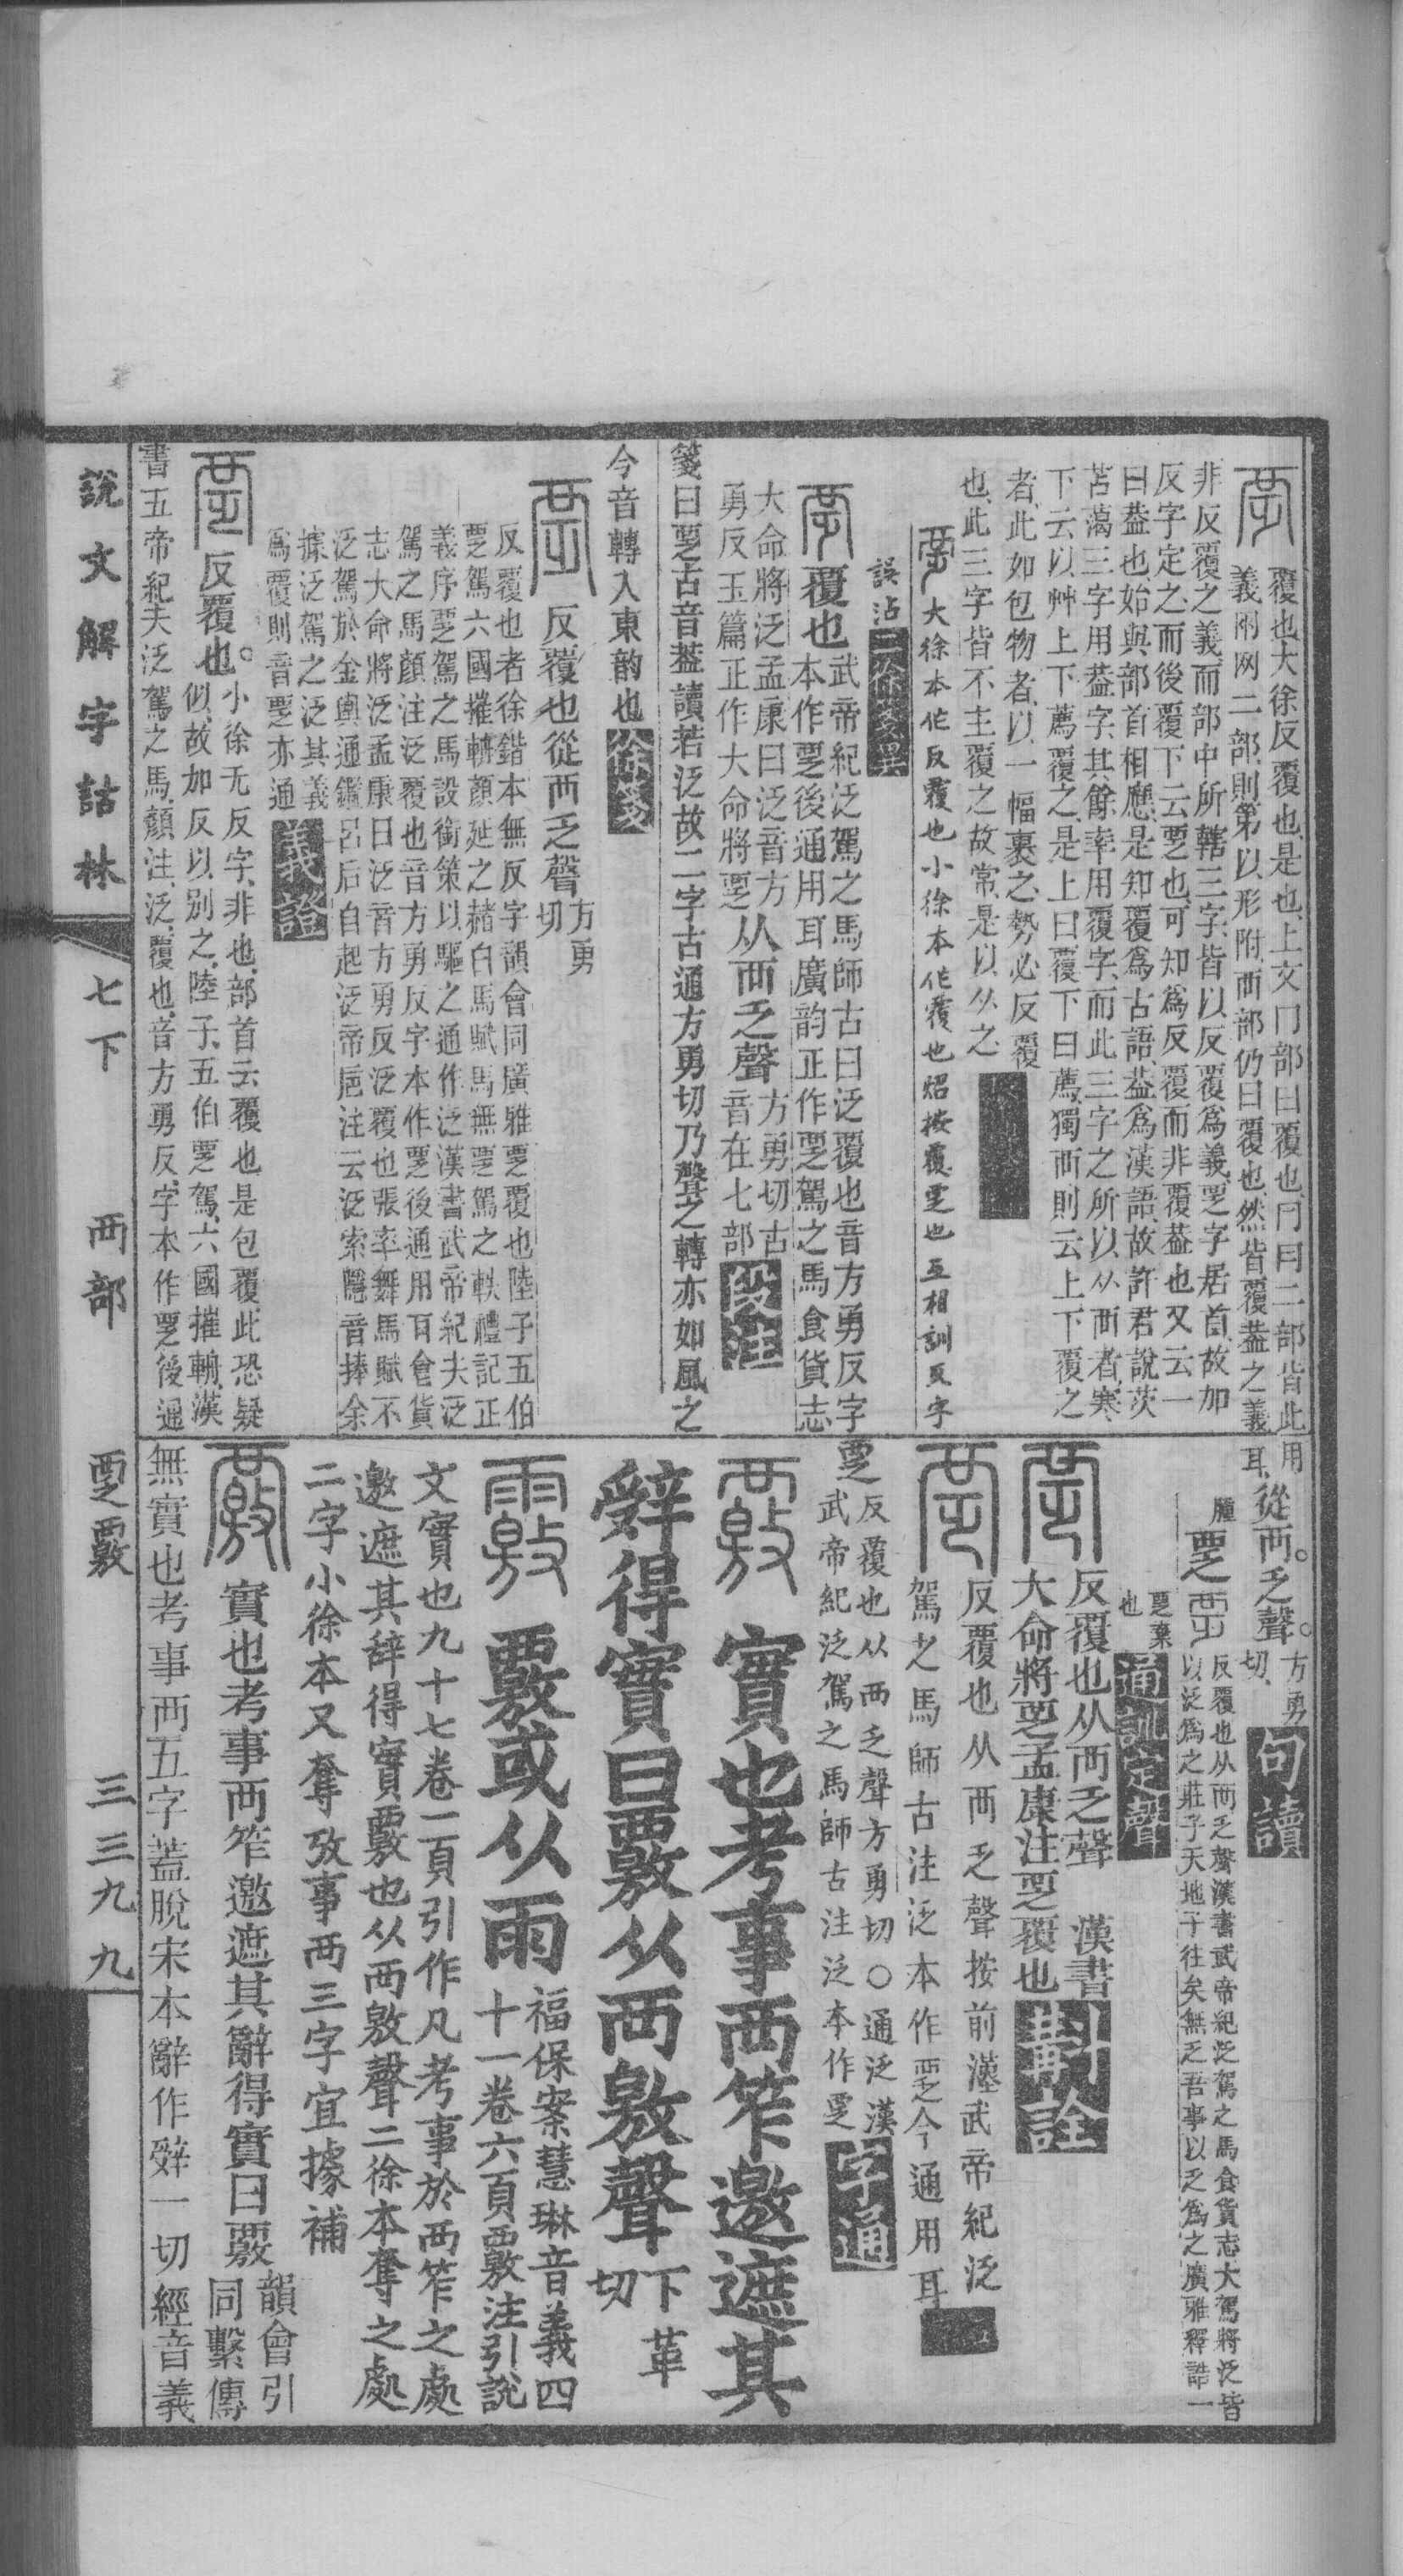 覆也大徐反覆也是也上文冂部曰覆也冃曰二部皆此
義㒳网二部則第以形附襾部仍曰覆也然皆覆葢之義
非反覆之義而部中所轄三字皆以反覆爲義覂字居首故加
反字定之而後覆下云覂也可知爲反覆而非覆葢也又云一
曰葢也始與部首相應是知覆爲古語葢爲漢語故許君說茨
苫蔼三字用葢字其餘率用覆字而此三字之所以从襾者寒
下云以艸上下薦覆之是上曰覆下曰薦獨襾則云上下覆之
者此如包物者以一幅裹之勢必反覆
也此三字皆不主覆之故常是以从之
大徐本作反覆也小徐本作覆也炤按覆覂也互相訓反字
誤沾 二徐箋異
覆也 武帝紀泛駕之馬師古曰泛覆也音方勇反字
本作覂後通用耳廣韵正作覂駕之馬食貨志
大命將泛孟康曰泛音方
勇反玉篇正作大命將覂
从襾乏聲 方勇切古
音在七部 段注
箋曰覂古音葢讀若泛故二字古通方勇切乃聲之轉亦如風之
今音轉入東韵也 徐箋
反覆也從襾乏聲 方勇
切
反覆也者徐鍇本無反字韻會同廣雅覂覆也陸子五伯
覂駕六國摧輈顏延之赭白馬賦馬無覂駕之軼禮記正
義序覂駕之馬設銜策以驅之通作泛漢書武帝紀夫泛
駕之馬顏注泛覆也音方勇反字本作覂後通用百食貨
志大命將泛孟康曰泛音方勇反泛覆也張率舞馬賦不
泛駕於金輿通鑑呂后自起泛帝巵注云泛索隱音捧余
據泛駕之泛其義
爲覆則音覂亦通 義證
反覆也。 小徐无反字非也部首云覆也是包覆此恐疑
似故加反以別之陸子五伯覂駕六國摧輈漢
書五帝紀夫泛駕之馬顏注泛覆也音方勇反字本作覂後通
用
耳 從襾。乏聲。 方勇
切 句讀
覂 反覆也从襾乏聲漢書武帝紀泛駕之馬食貨志大駕將泛皆
以泛爲之莊子天地子往矣無乏吾事以乏爲之廣雅釋詁一
覂棄
也 通訓定聲
反覆也从襾乏聲 漢書
大命將覂孟康注覂覆也
反覆也从襾乏聲按前漢武帝紀泛
駕之馬師古注泛本作覂今通用耳
覂 反覆也从襾乏聲方勇切○通泛漢
武帝紀泛駕之馬師古注泛本作覂 字通
實也考事襾笮邀遮其
辤得實曰覈从襾敫聲 下革
切
覈或从雨 福保案慧琳音義四
十一卷六頁覈注引說
文實也九十七卷一頁引作凡考事於襾笮之處
邀遮其辞得實覈也从襾敫聲二徐本奪之處
二字小徐本又奪攷事襾三字宜據補
實也考事襾笮邀遮其辭得實曰覈 韻會引
同繫傳
無實也考事襾五字蓋脫宋本辭作辤一切經音義
說文解字詁林 七下 襾部 覂覈 三三九九